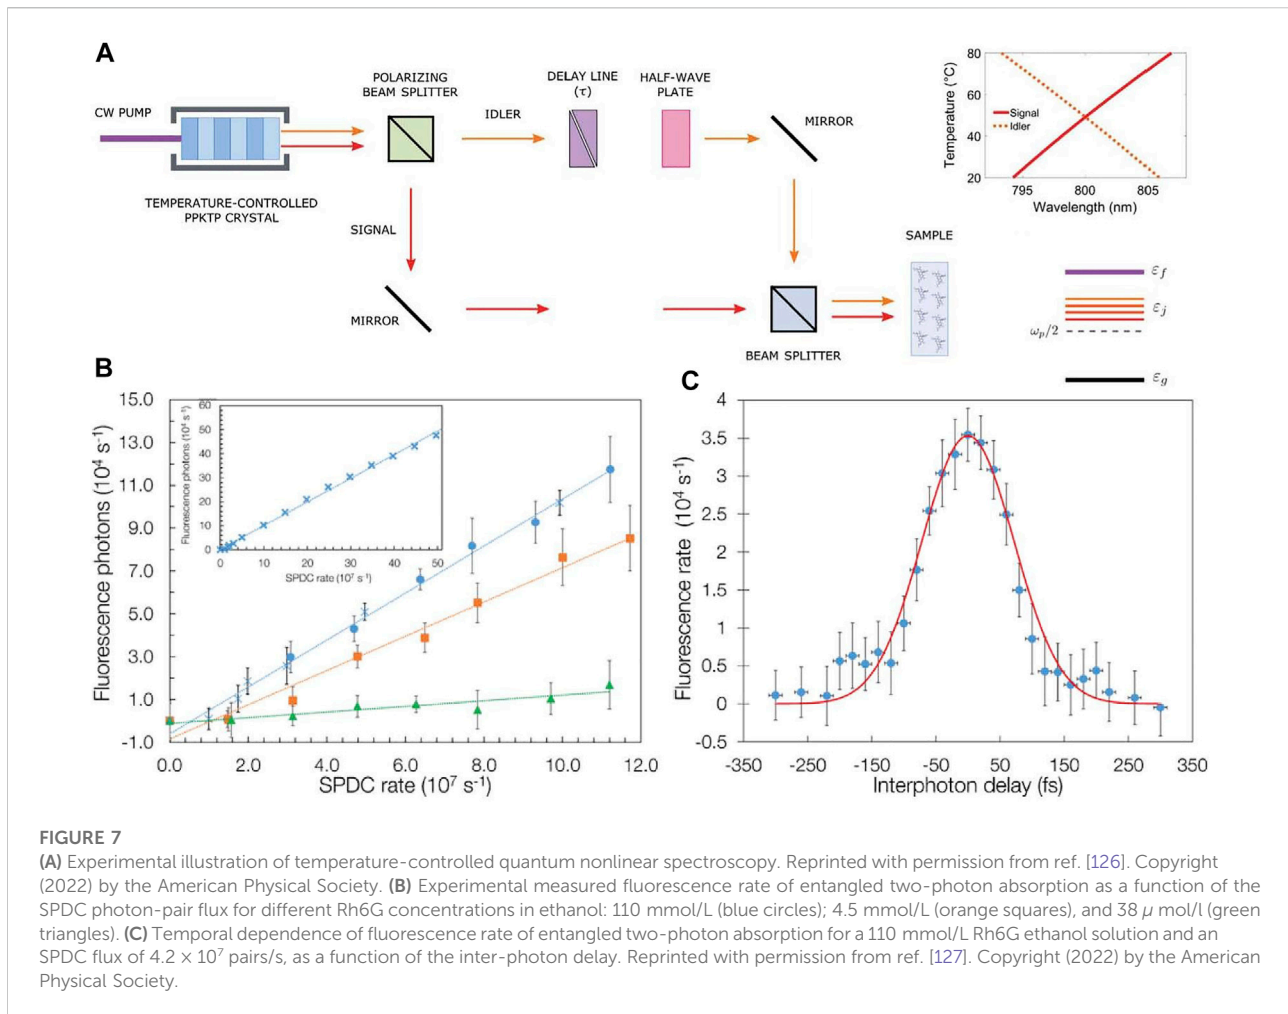 A
CW PUMP
TEMPERATURE-CONTROLLED
PPKTP CRYSTAL
POLARIZING
BEAM SPLITTER
IDLER
DELAY LINE
(τ)
HALF-WAVE
PLATE
MIRROR
SIGNAL
MIRROR
BEAM SPLITTER
SAMPLE
Temperature (°C)
80
60
40
20
Signal
Idler
795
800
805
Wavelength (nm)
εf
εj
ωp/2
εg
B
Fluorescence photons (10⁴ s⁻¹)
15.0
13.0
11.0
9.0
7.0
5.0
3.0
1.0
-1.0
0.0
2.0
4.0
6.0
8.0
10.0
12.0
SPDC rate (10⁷ s⁻¹)
Fluorescence photons (10⁴ s⁻¹)
60
50
40
30
20
10
0
0
10
20
30
40
50
SPDC rate (10⁷ s⁻¹)
C
Fluorescence rate (10⁴ s⁻¹)
4
3.5
3
2.5
2
1.5
1
0.5
0
-0.5
-350
-250
-150
-50
50
150
250
350
Interphoton delay (fs)
FIGURE 7
(A) Experimental illustration of temperature-controlled quantum nonlinear spectroscopy. Reprinted with permission from ref. [126]. Copyright
(2022) by the American Physical Society. (B) Experimental measured fluorescence rate of entangled two-photon absorption as a function of the
SPDC photon-pair flux for different Rh6G concentrations in ethanol: 110 mmol/L (blue circles); 4.5 mmol/L (orange squares), and 38 μ mol/l (green
triangles). (C) Temporal dependence of fluorescence rate of entangled two-photon absorption for a 110 mmol/L Rh6G ethanol solution and an
SPDC flux of 4.2 × 10⁷ pairs/s, as a function of the inter-photon delay. Reprinted with permission from ref. [127]. Copyright (2022) by the American
Physical Society.